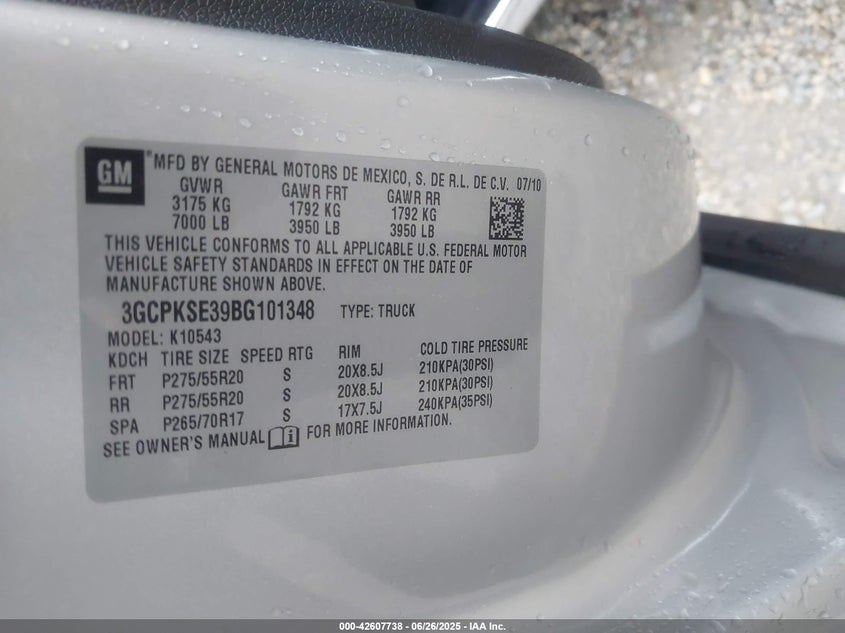 GM
®MFD BY GENERAL MOTORS DE MEXICO, S. DE R.L. DE C.V. 07/10
GVWR GAWR FRT GAWR RR
3175 KG 1792 KG 1792 KG
7000 LB 3950 LB 3950 LB
THIS VEHICLE CONFORMS TO ALL APPLICABLE U.S. FEDERAL MOTOR
VEHICLE SAFETY STANDARDS IN EFFECT ON THE DATE OF
MANUFACTURE SHOWN ABOVE.
3GCPKSE39BG101348 TYPE: TRUCK
MODEL: K10543
KDCH TIRE SIZE SPEED RTG RIM COLD TIRE PRESSURE
FRT P275/55R20 S 20X8.5J 210KPA(30PSI)
RR P275/55R20 S 20X8.5J 210KPA(30PSI)
SPA P265/70R17 S 17X7.5J 240KPA(35PSI)
SEE OWNER'S MANUAL FOR MORE INFORMATION.
000-42607738 - 06/26/2025 - IAA Inc.